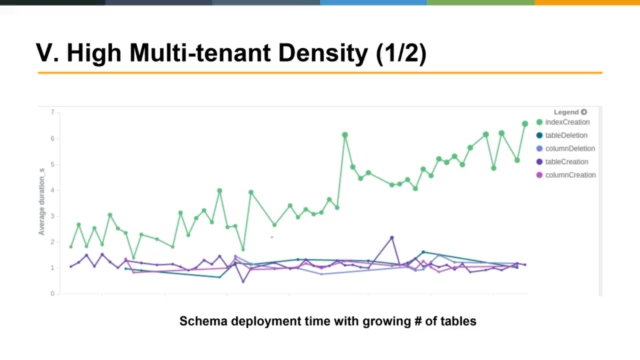 V. High Multi-tenant Density (1/2)
Legend
indexCreation
tableDeletion
columnDeletion
tableCreation
columnCreation
Average duration_s
7
6
5
4
3
2
1
0
Schema deployment time with growing # of tables